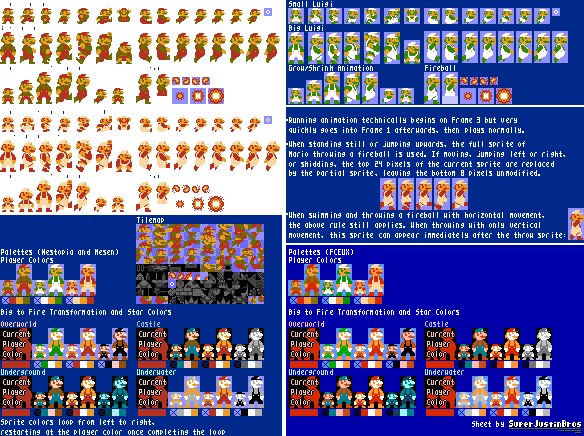 Small Luigi
Big Luigi
Grow/Shrink Animation
Fireball
Running animation technically begins on Frame 3 but very
quickly goes into Frame 1 afterwards, then plays normally.
When standing still or jumping upwards, the full sprite of
Mario throwing a fireball is used. If moving, jumping left or right,
or skidding, the top 24 pixels of the current sprite are replaced
by the partial sprite, leaving the bottom 8 pixels unmodified.
When swimming and throwing a fireball with horizontal movement,
the above rule still applies. When throwing with only vertical
movement, this sprite can appear immediately after the throw sprite:
Tilemap
Palettes (Nestopia and Mesen)
Player Colors
Big to Fire Transformation and Star Colors
Overworld
Current
Player
Color
Castle
Current
Player
Color
Underground
Current
Player
Color
Underwater
Current
Player
Color
Sprite colors loop from left to right,
restarting at the player color once completing the loop
Palettes (FCEUX)
Player Colors
Big to Fire Transformation and Star Colors
Overworld
Current
Player
Color
Castle
Current
Player
Color
Underground
Current
Player
Color
Underwater
Current
Player
Color
Sheet by SuperJustinBros